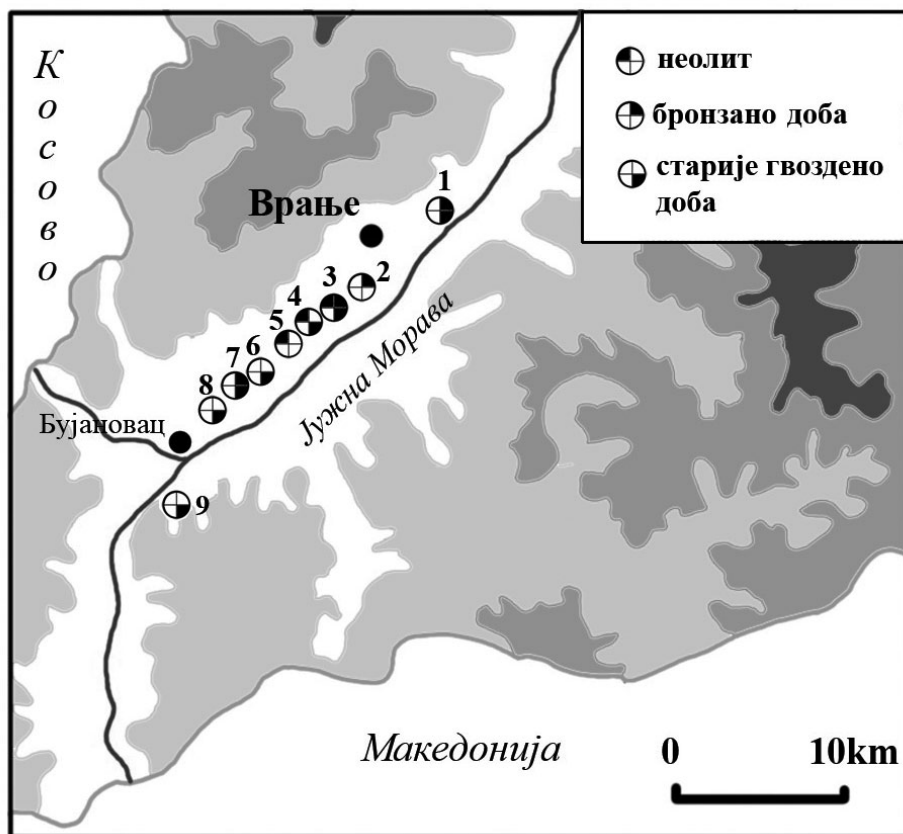 Косово
неолит
бронзано доба
старије гвоздено
доба
Врање
1
2
3
4
5
6
7
8
Јужна Морава
Бујановац
9
Македонија
0 10km